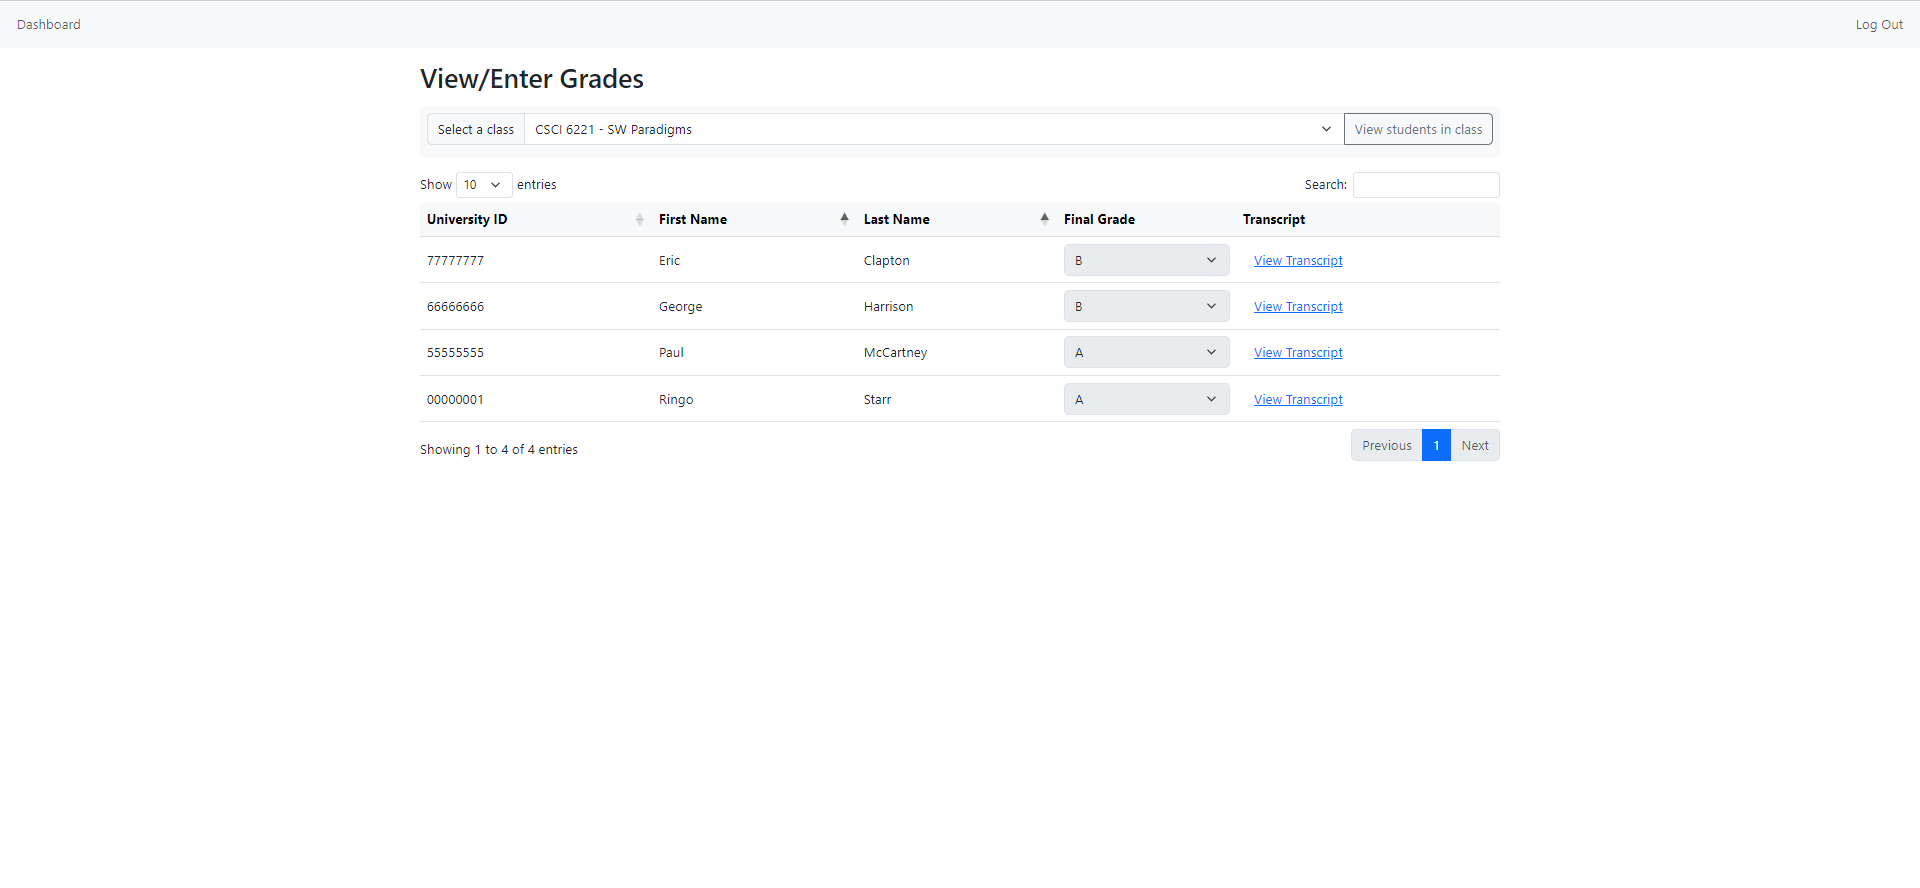 Dashboard Log Out
View/Enter Grades
Select a class CSCI 6221 - SW Paradigms View students in class
Show 10 entries Search:
University ID First Name Last Name Final Grade Transcript
77777777 Eric Clapton B View Transcript
66666666 George Harrison B View Transcript
55555555 Paul McCartney A View Transcript
00000001 Ringo Starr A View Transcript
Showing 1 to 4 of 4 entries Previous 1 Next